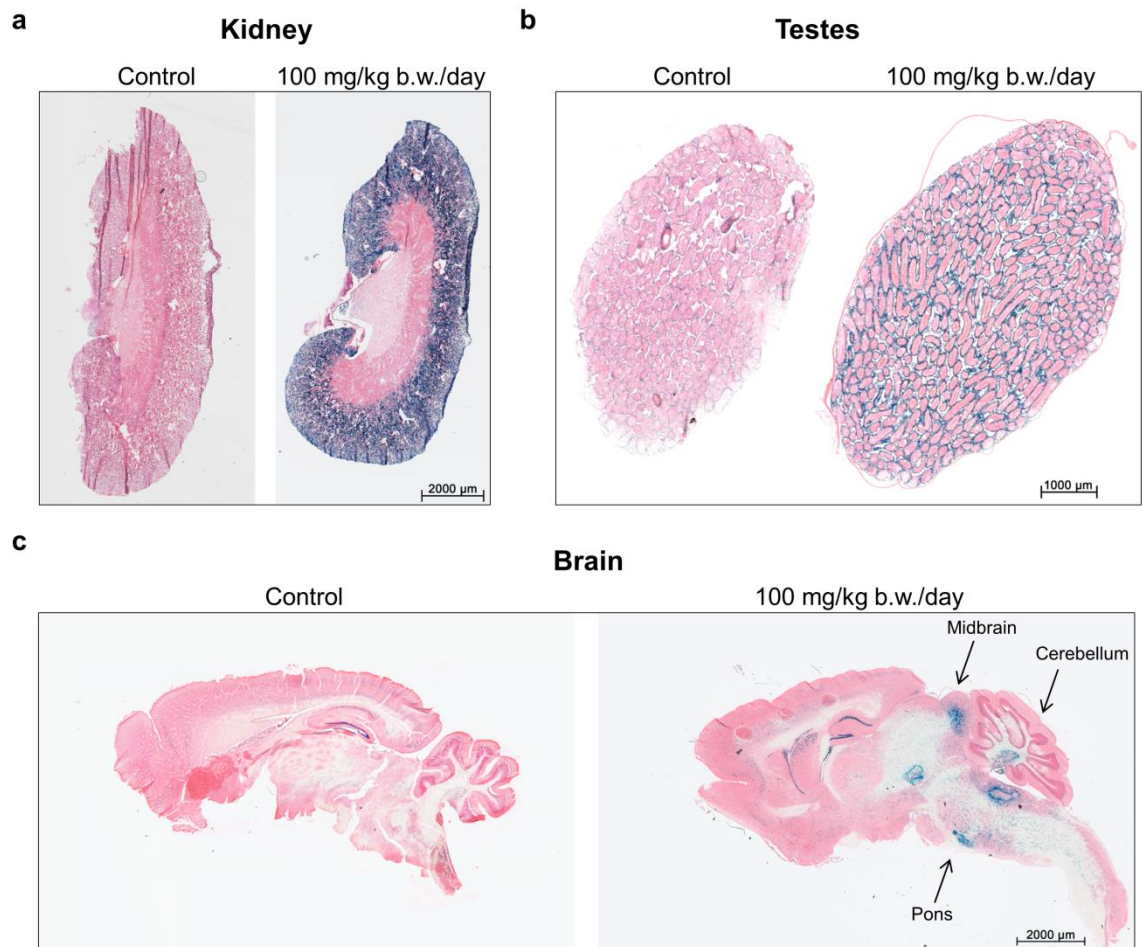 a
Kidney
Control
100 mg/kg b.w./day
2000 µm
b
Testes
Control
100 mg/kg b.w./day
1000 µm
c
Brain
Control
100 mg/kg b.w./day
Midbrain
Cerebellum
Pons
2000 µm